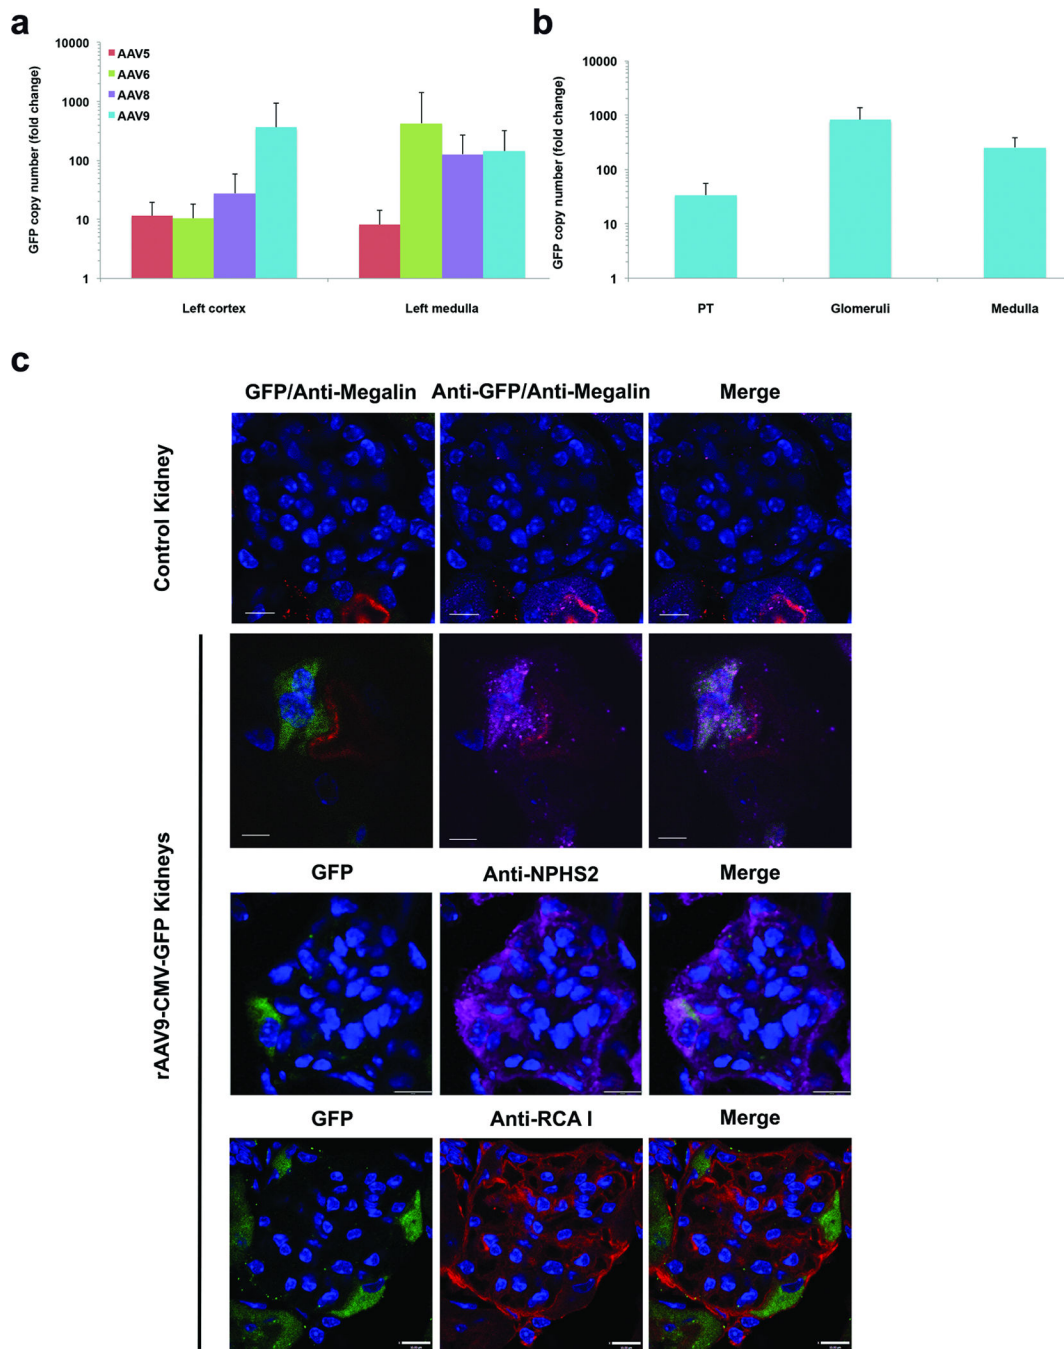 a
GFP copy number (fold change)
10000
1000
100
10
1
AAV5
AAV6
AAV8
AAV9
Left cortex
Left medulla
b
GFP copy number (fold change)
10000
1000
100
10
1
PT
Glomeruli
Medulla
c
GFP/Anti-Megalin
Anti-GFP/Anti-Megalin
Merge
Control Kidney
rAAV9-CMV-GFP Kidneys
GFP
Anti-NPHS2
Merge
GFP
Anti-RCA I
Merge